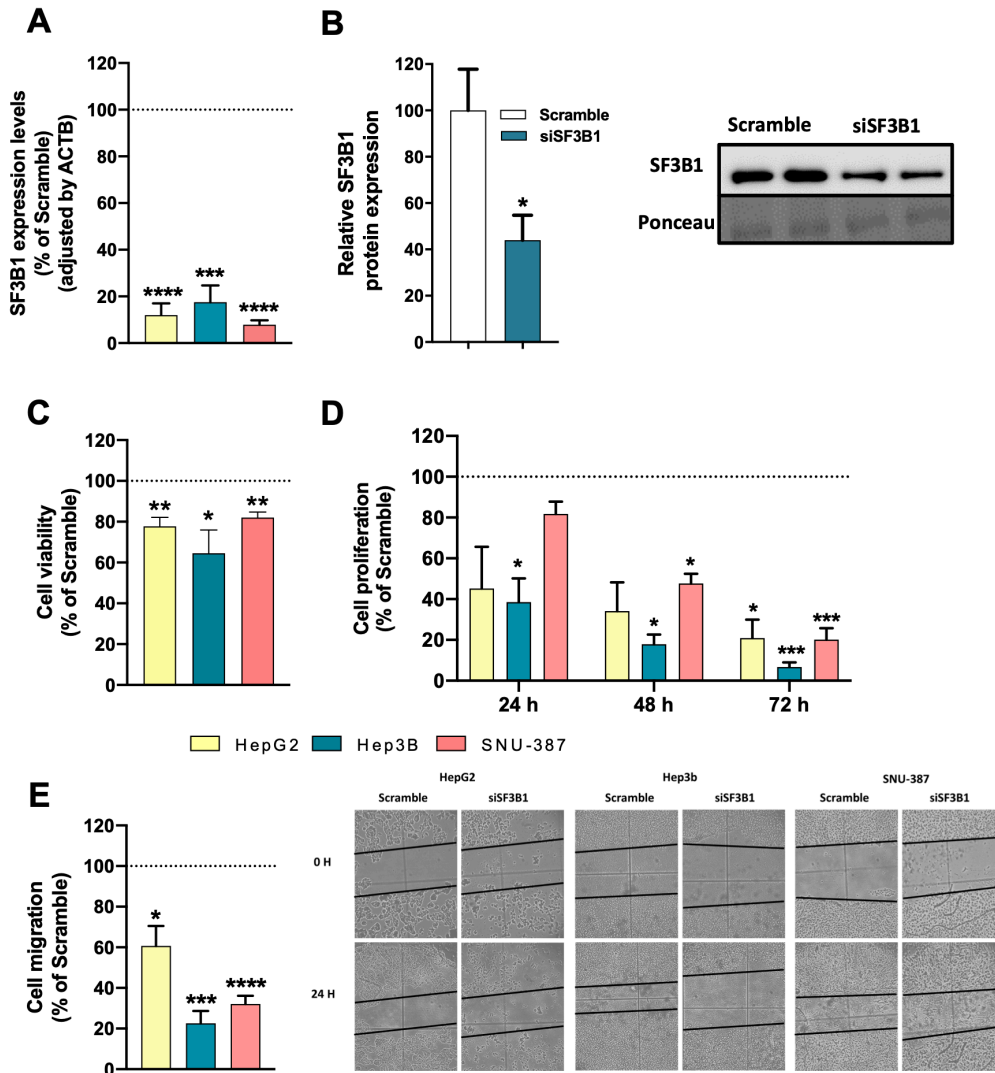 A
SF3B1 expression levels
(% of Scramble)
(adjusted by ACTB)
120
100
80
60
40
20
0
****
***
****
B
Relative SF3B1
protein expression
120
100
80
60
40
20
0
*
Scramble
siSF3B1
Scramble siSF3B1
SF3B1
Ponceau
C
Cell viability
(% of Scramble)
120
100
80
60
40
20
0
**
*
**
D
Cell proliferation
(% of Scramble)
120
100
80
60
40
20
0
*
*
*
*
***
***
24 h 48 h 72 h
HepG2 Hep3B SNU-387
E
Cell migration
(% of Scramble)
120
100
80
60
40
20
0
*
***
****
HepG2 Hep3b SNU-387
Scramble siSF3B1 Scramble siSF3B1 Scramble siSF3B1
0 H
24 H